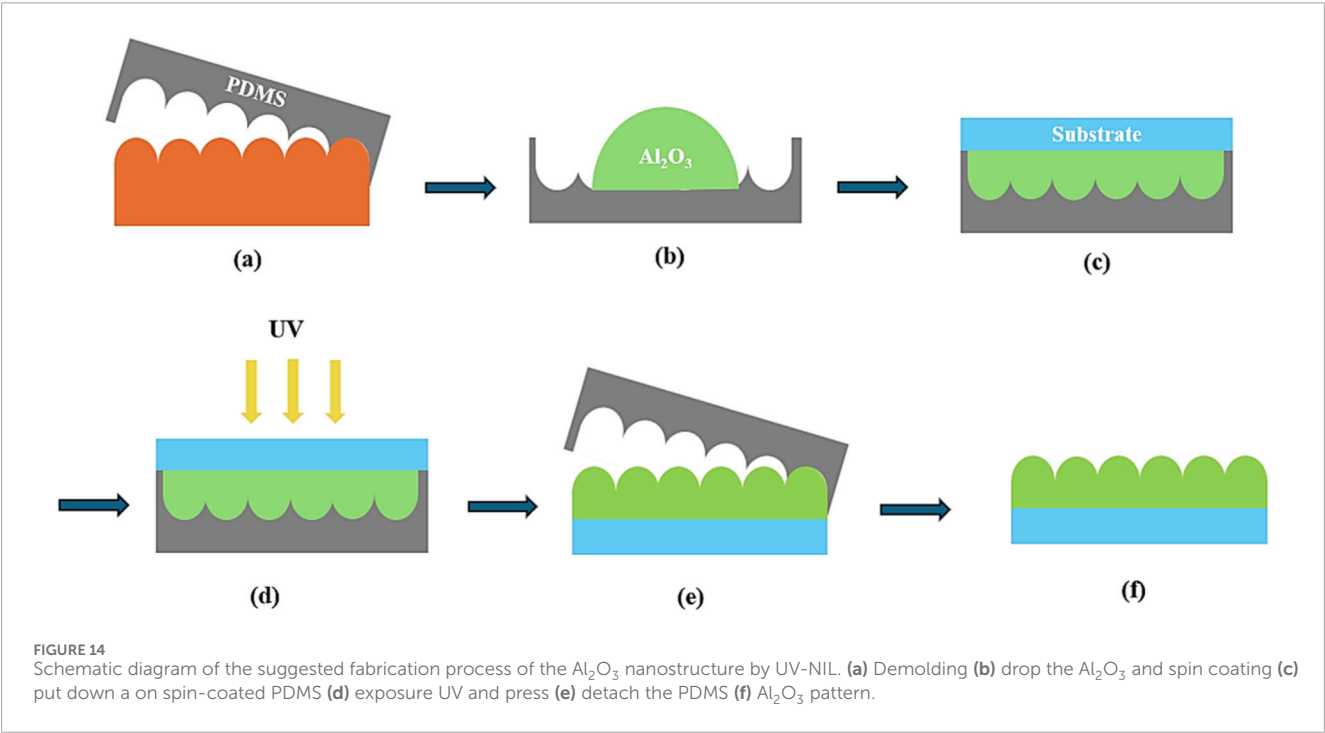 PDMS
Al₂O₃
Substrate
(a)
(b)
(c)
UV
(d)
(e)
(f)
FIGURE 14
Schematic diagram of the suggested fabrication process of the Al₂O₃ nanostructure by UV-NIL. (a) Demolding (b) drop the Al₂O₃ and spin coating (c)
put down a on spin-coated PDMS (d) exposure UV and press (e) detach the PDMS (f) Al₂O₃ pattern.